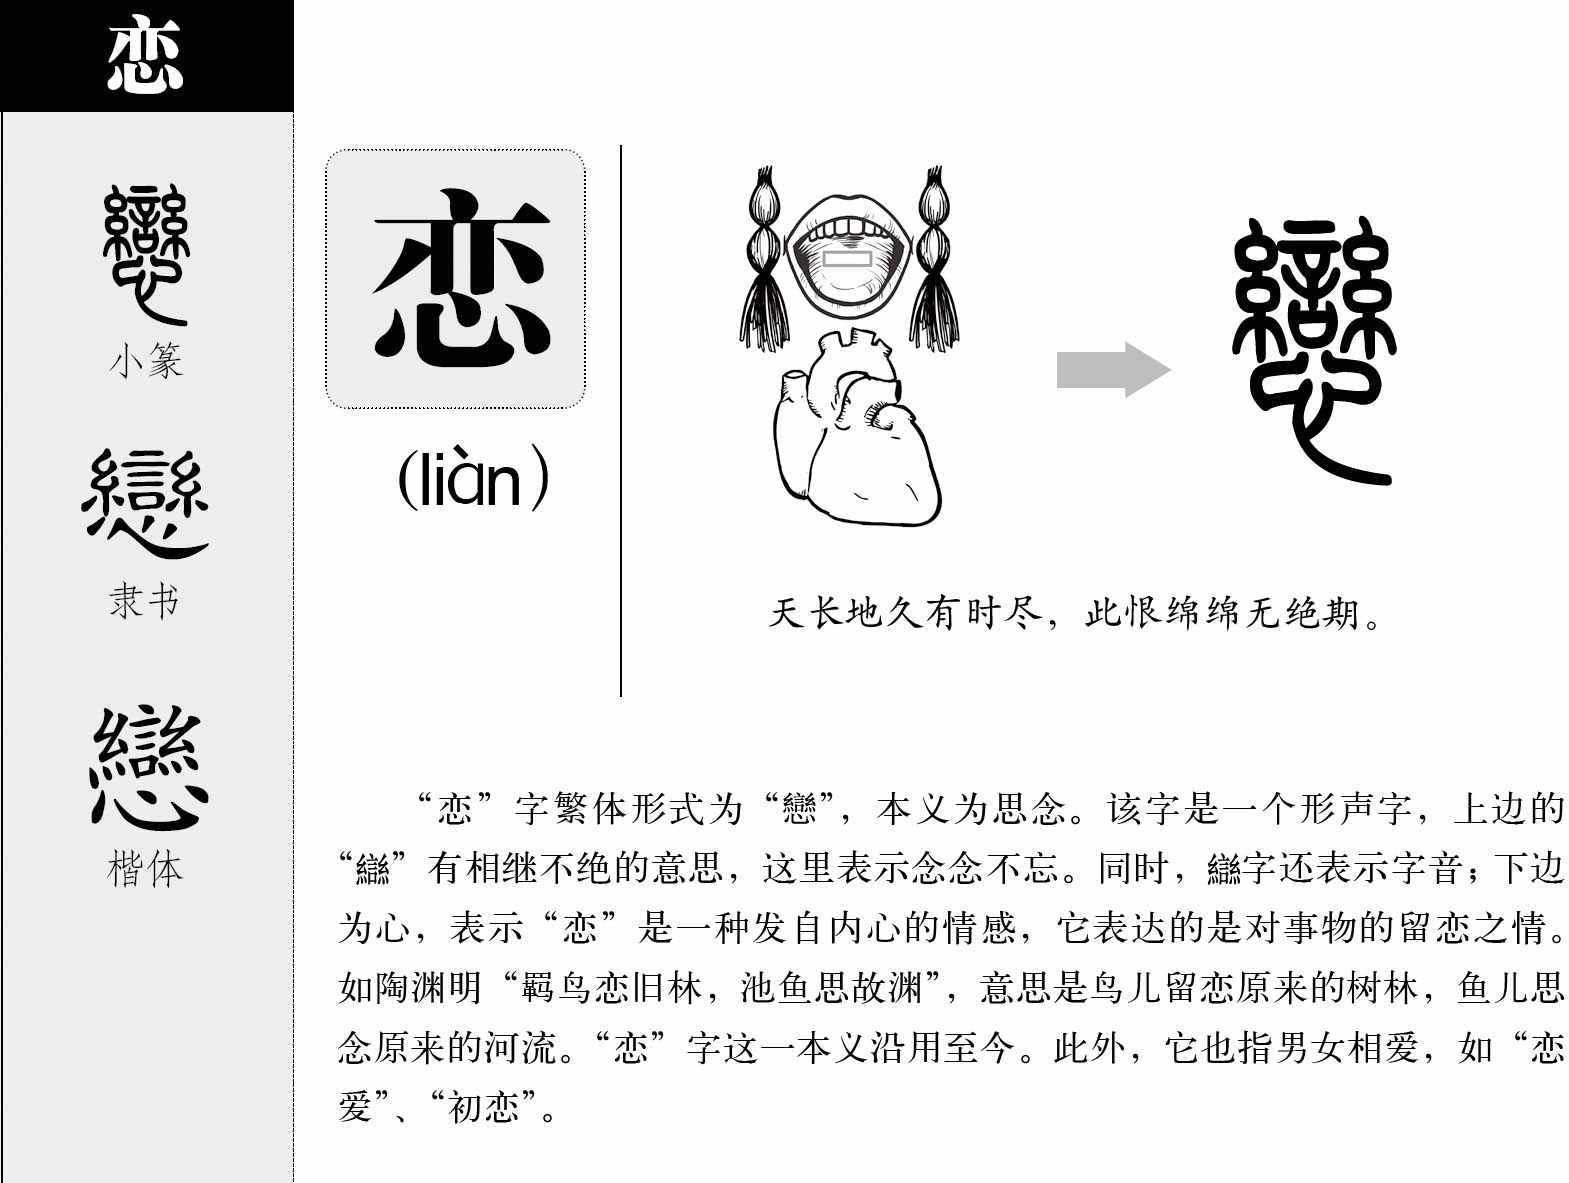 恋
戀
小篆
戀
隶书
戀
楷体
恋
(liàn)
戀
天长地久有时尽，此恨绵绵无绝期。
“恋”字繁体形式为“戀”，本义为思念。该字是一个形声字，上边的
“䜌”有相继不绝的意思，这里表示念念不忘。同时，䜌字还表示字音；下边
为心，表示“恋”是一种发自内心的情感，它表达的是对事物的留恋之情。
如陶渊明“羁鸟恋旧林，池鱼思故渊”，意思是鸟儿留恋原来的树林，鱼儿思
念原来的河流。“恋”字这一本义沿用至今。此外，它也指男女相爱，如“恋
爱”、“初恋”。